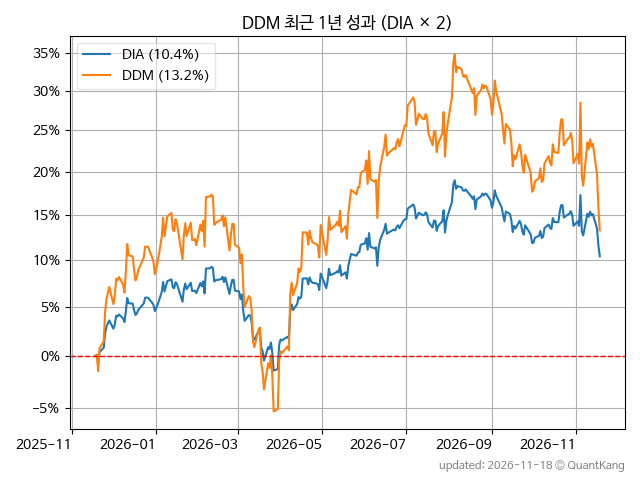 DDM 최근 1년 성과 (DIA × 2)
DIA (10.4%)
DDM (13.2%)
35%
30%
25%
20%
15%
10%
5%
0%
−5%
2025-11 2026-01 2026-03 2026-05 2026-07 2026-09 2026-11
updated: 2026-11-18 © QuantKang